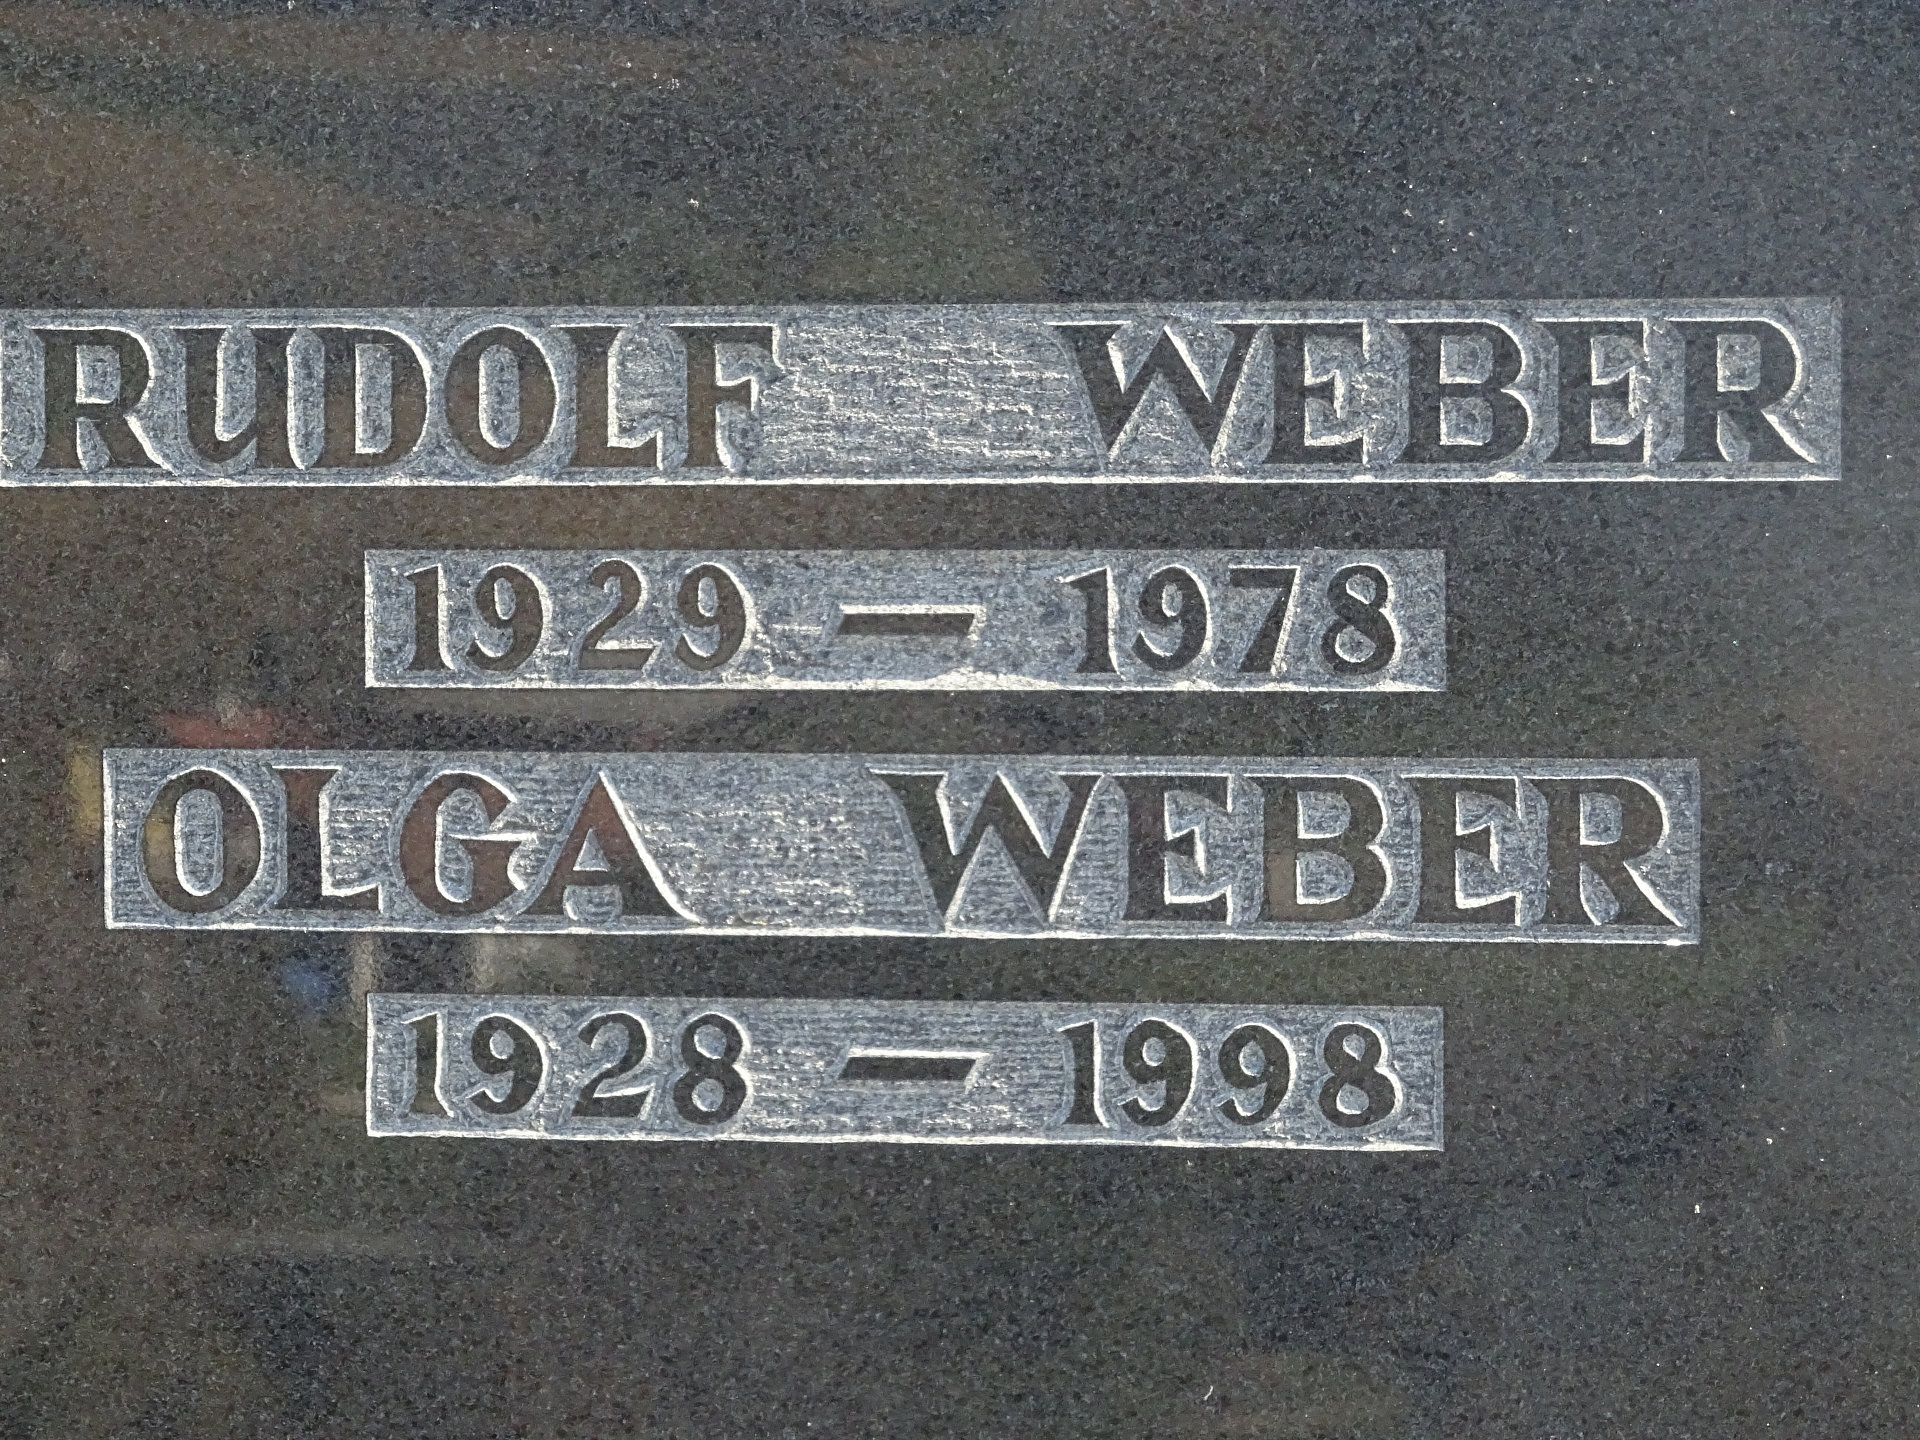 RUDOLF WEBER
1929 – 1978
OLGA WEBER
1928 – 1998